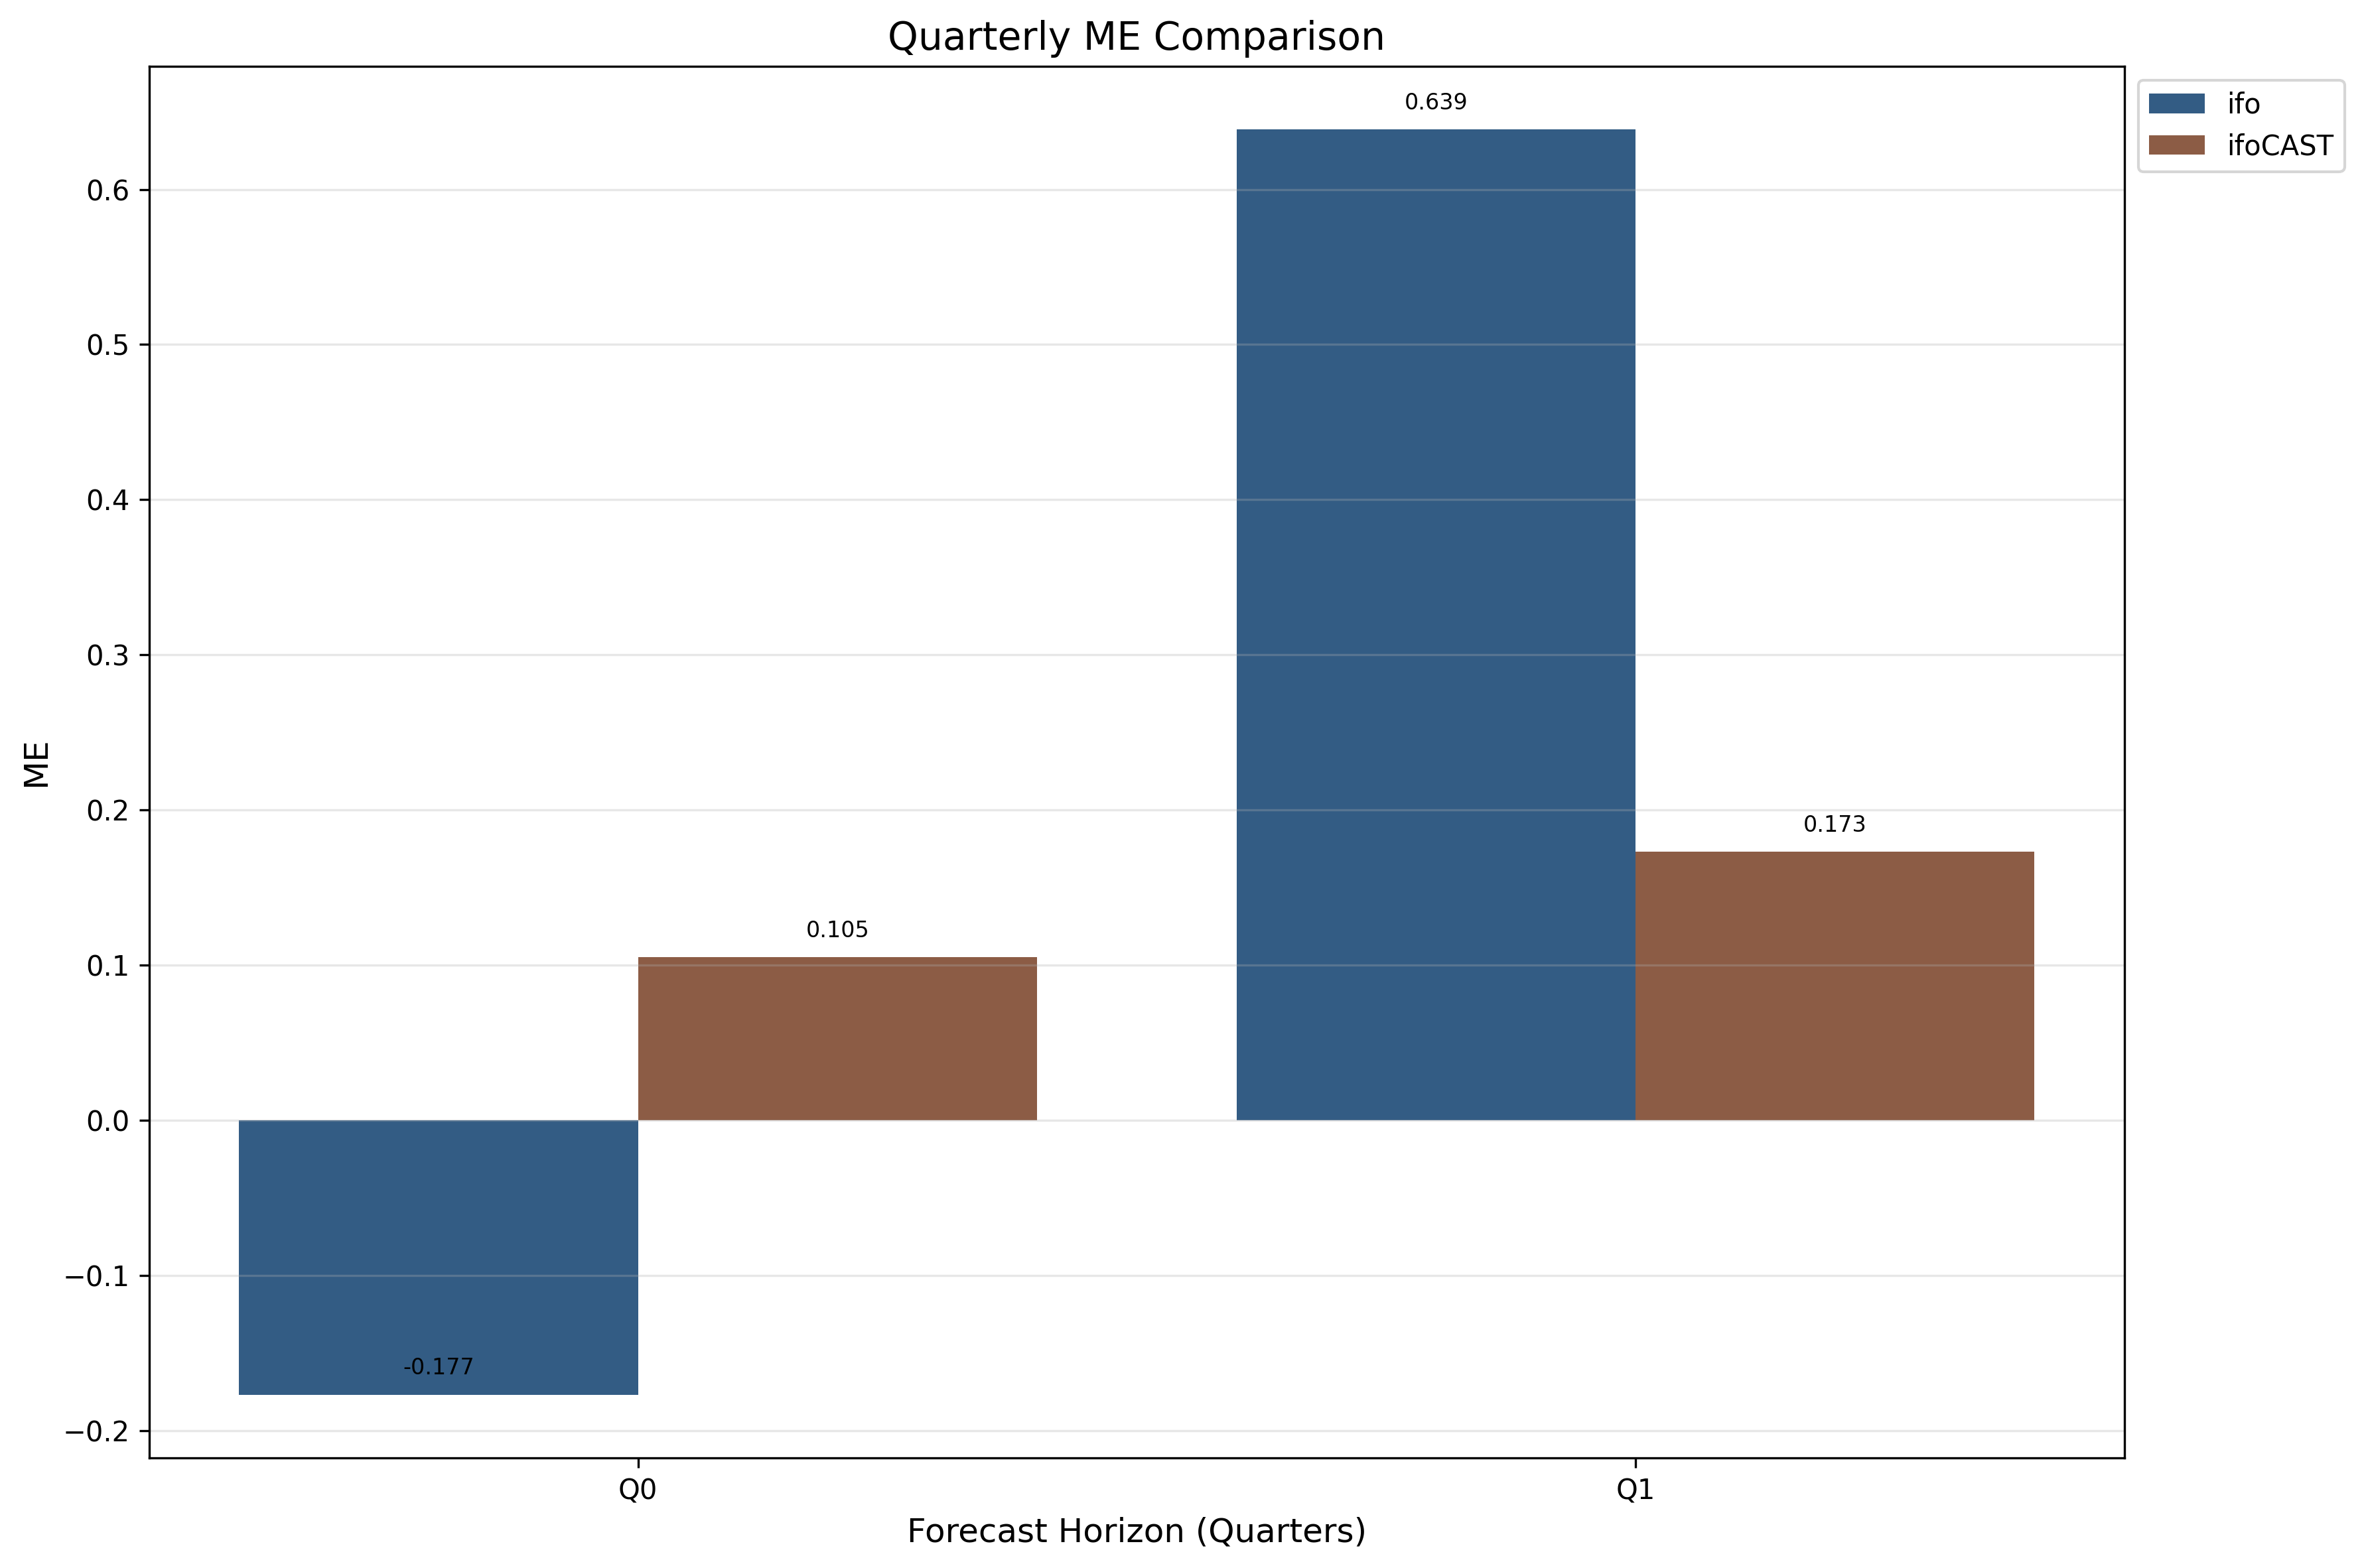 Quarterly ME Comparison
ifo
ifoCAST
0.639
0.6
0.5
0.4
0.3
0.2
0.173
0.105
0.1
0.0
−0.1
-0.177
−0.2
ME
Q0 Q1
Forecast Horizon (Quarters)